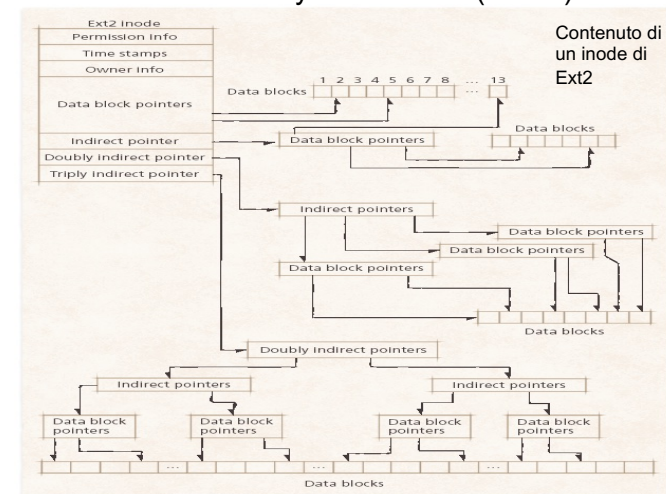 Ext2 inode
Permission info
Time stamps
Owner info
Data block pointers
Indirect pointer
Doubly indirect pointer
Triply indirect pointer
Contenuto di
un inode di
Ext2
1 2 3 4 5 6 7 8 ... 13
Data blocks
Data block pointers
Data blocks
Indirect pointers
Data block pointers
Data block pointers
Data block pointers
Data blocks
Doubly indirect pointers
Indirect pointers
Indirect pointers
Data block
pointers
Data block
pointers
Data block
pointers
Data block
pointers
... ... ...
Data blocks